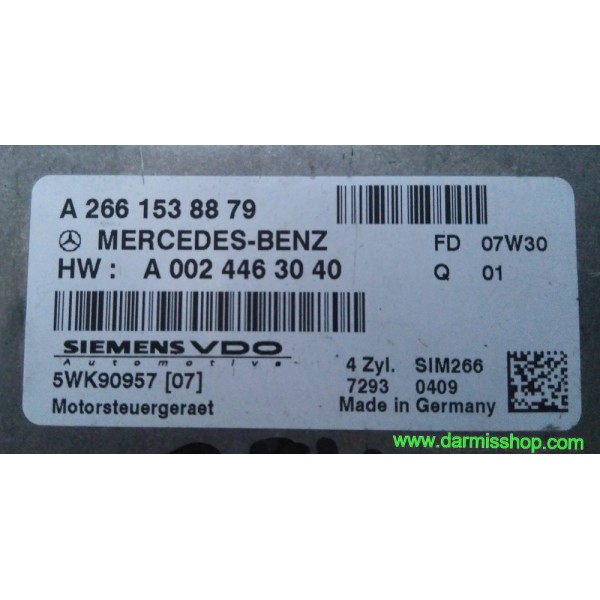 A 266 153 88 79
MERCEDES-BENZ FD 07W30
HW : A 002 446 30 40 Q 01
SIEMENS VDO
Automotive
4 Zyl. SIM266
5WK90957 [07] 7293 0409
Motorsteuergeraet Made in Germany
www.darmisshop.com